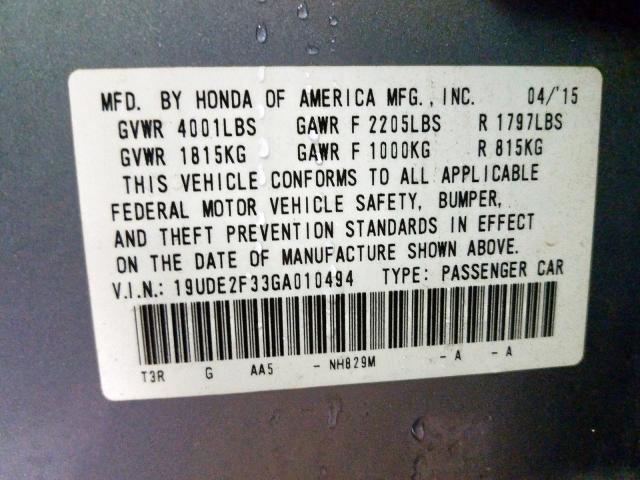 MFD. BY HONDA OF AMERICA MFG., INC. 04/'15
GVWR 4001LBS GAWR F 2205LBS R 1797LBS
GVWR 1815KG GAWR F 1000KG R 815KG
THIS VEHICLE CONFORMS TO ALL APPLICABLE
FEDERAL MOTOR VEHICLE SAFETY, BUMPER,
AND THEFT PREVENTION STANDARDS IN EFFECT
ON THE DATE OF MANUFACTURE SHOWN ABOVE.
V.I.N.: 19UDE2F33GA010494 TYPE: PASSENGER CAR
T3R G AA5 - NH829M - A - A